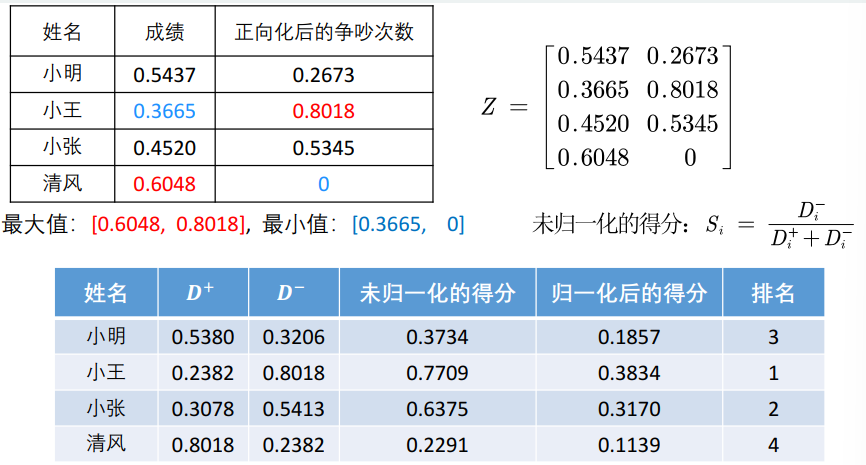 姓名 成绩 正向化后的争吵次数
小明 0.5437 0.2673
小王 0.3665 0.8018
小张 0.4520 0.5345
清风 0.6048 0
Z = [0.5437 0.2673
0.3665 0.8018
0.4520 0.5345
0.6048 0]
最大值：[0.6048, 0.8018], 最小值：[0.3665, 0]
未归一化的得分：S_i = D_i^- / (D_i^+ + D_i^-)
姓名 D^+ D^- 未归一化的得分 归一化后的得分 排名
小明 0.5380 0.3206 0.3734 0.1857 3
小王 0.2382 0.8018 0.7709 0.3834 1
小张 0.3078 0.5413 0.6375 0.3170 2
清风 0.8018 0.2382 0.2291 0.1139 4